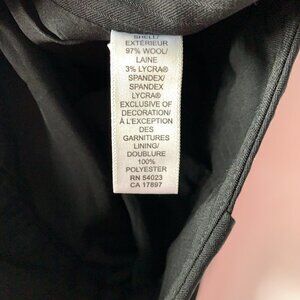 SHELL/
EXTÉRIEUR
97% WOOL/
LAINE
3% LYCRA®
SPANDEX/
SPANDEX
LYCRA®
EXCLUSIVE OF
DECORATION/
À L'EXCEPTION
DES
GARNITURES
LINING/
DOUBLURE
100%
POLYESTER
RN 54023
CA 17897